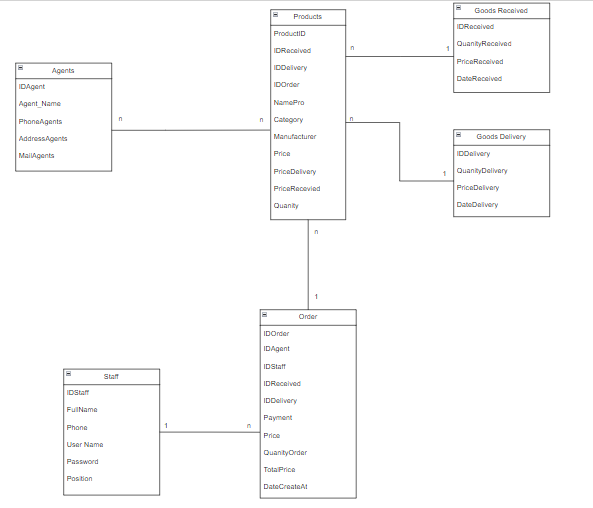 Products
ProductID
IDReceived
IDDelivery
IDOrder
NamePro
Category
Manufacturer
Price
PriceDelivery
PriceRecevied
Quanity
Goods Received
IDReceived
QuanityReceived
PriceReceived
DateReceived
Agents
IDAgent
Agent_Name
PhoneAgents
AddressAgents
MailAgents
Goods Delivery
IDDelivery
QuanityDelivery
PriceDelivery
DateDelivery
n
1
n
n
n
1
n
1
Order
IDOrder
IDAgent
IDStaff
IDReceived
IDDelivery
Payment
Price
QuanityOrder
TotalPrice
DateCreateAt
Staff
IDStaff
FullName
Phone
User Name
Password
Position
1
n